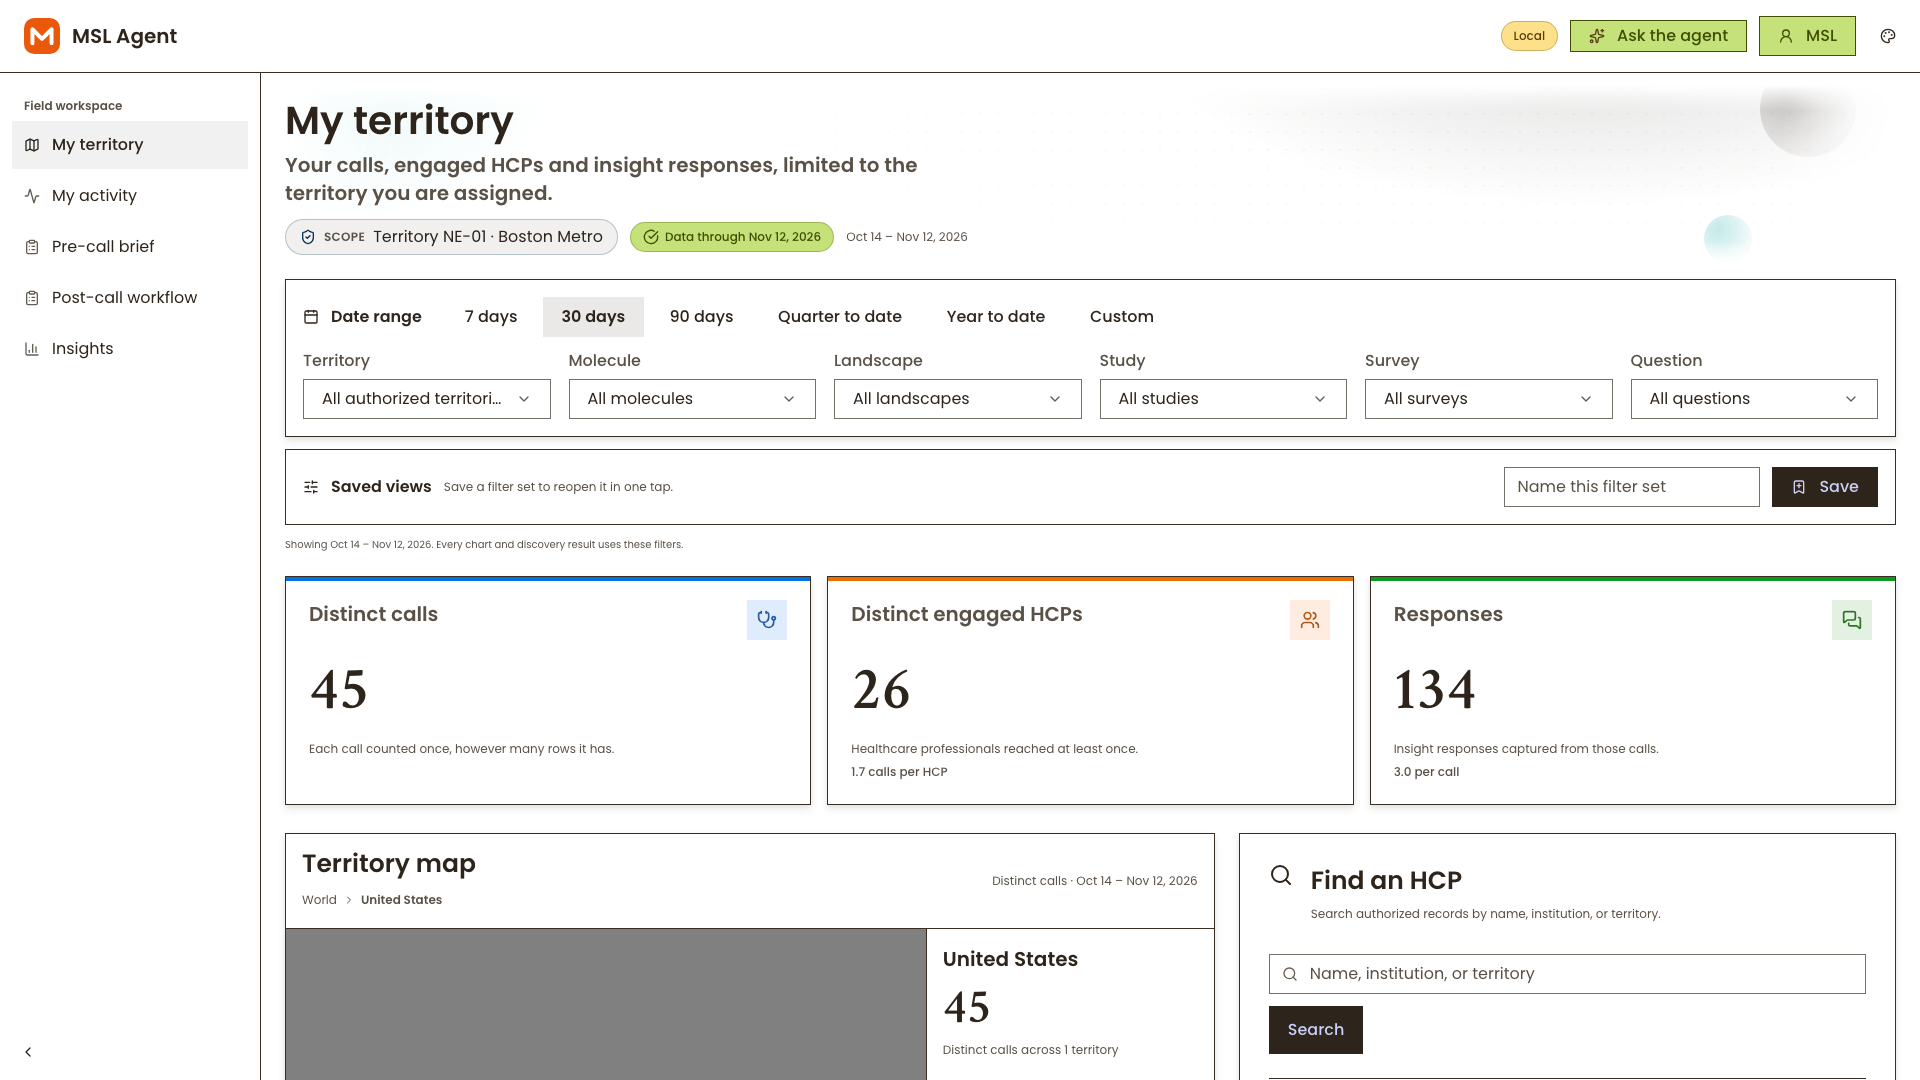 MSL Agent
Local
Ask the agent
MSL
Field workspace
My territory
My activity
Pre-call brief
Post-call workflow
Insights
My territory
Your calls, engaged HCPs and insight responses, limited to the
territory you are assigned.
SCOPE Territory NE-01 · Boston Metro
Data through Nov 12, 2026
Oct 14 – Nov 12, 2026
Date range
7 days
30 days
90 days
Quarter to date
Year to date
Custom
Territory
Molecule
Landscape
Study
Survey
Question
All authorized territori...
All molecules
All landscapes
All studies
All surveys
All questions
Saved views
Save a filter set to reopen it in one tap.
Name this filter set
Save
Showing Oct 14 – Nov 12, 2026. Every chart and discovery result uses these filters.
Distinct calls
45
Each call counted once, however many rows it has.
Distinct engaged HCPs
26
Healthcare professionals reached at least once.
1.7 calls per HCP
Responses
134
Insight responses captured from those calls.
3.0 per call
Territory map
World > United States
Distinct calls · Oct 14 – Nov 12, 2026
United States
45
Distinct calls across 1 territory
Find an HCP
Search authorized records by name, institution, or territory.
Name, institution, or territory
Search